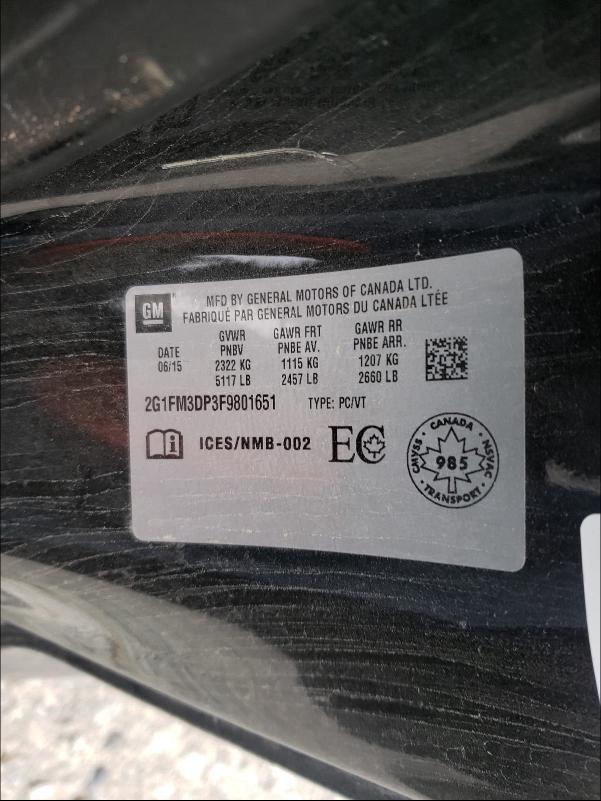 GM
MFD BY GENERAL MOTORS OF CANADA LTD.
FABRIQUÉ PAR GENERAL MOTORS DU CANADA LTÉE
DATE
06/15
GVWR
PNBV
2322 KG
5117 LB
GAWR FRT
PNBE AV.
1115 KG
2457 LB
GAWR RR
PNBE ARR.
1207 KG
2660 LB
2G1FM3DP3F9801651 TYPE: PC/VT
i ICES/NMB-002 EC
CANADA
CMVSS • NSVAC
985
TRANSPORT